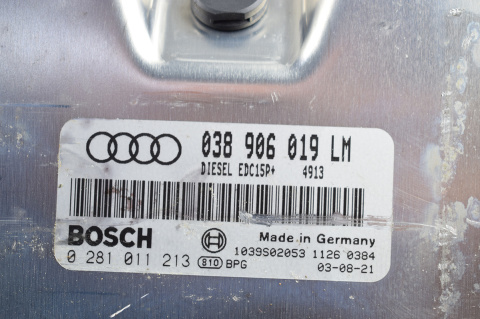 038 906 019 LM
DIESEL EDC15P+ 4913
BOSCH
Made in Germany
0 281 011 213
810 BPG
1039S02053 1126 0384
03-08-21